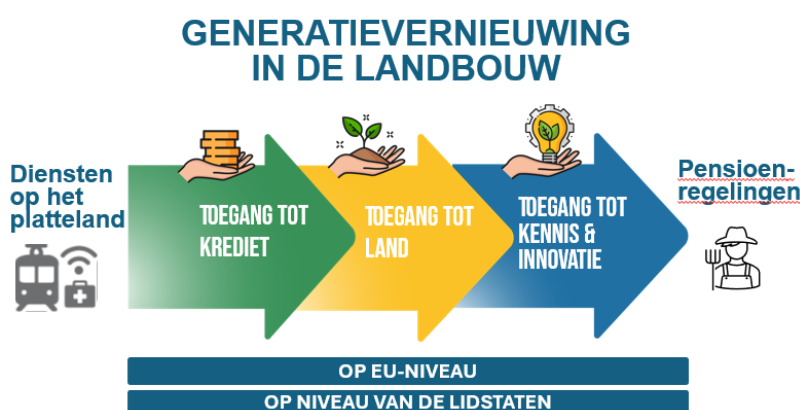 GENERATIEVERNIEUWING
IN DE LANDBOUW
Diensten
op het
platteland
TOEGANG TOT
KREDIET
TOEGANG TOT
LAND
TOEGANG TOT
KENNIS &
INNOVATIE
Pensioen-
regelingen
OP EU-NIVEAU
OP NIVEAU VAN DE LIDSTATEN